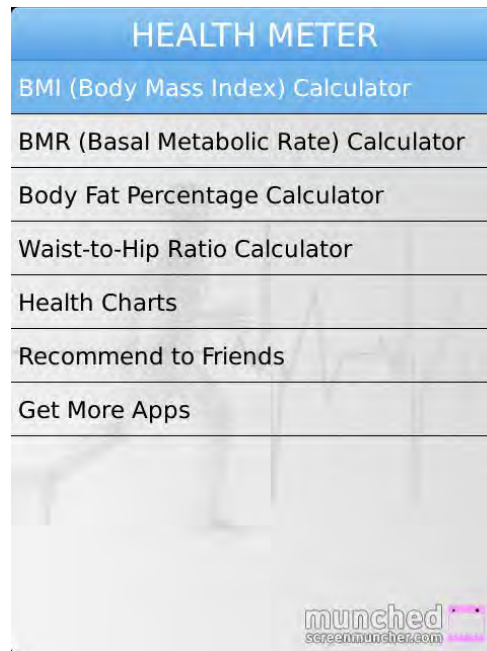 HEALTH METER
BMI (Body Mass Index) Calculator
BMR (Basal Metabolic Rate) Calculator
Body Fat Percentage Calculator
Waist-to-Hip Ratio Calculator
Health Charts
Recommend to Friends
Get More Apps
munched
screenmuncher.com